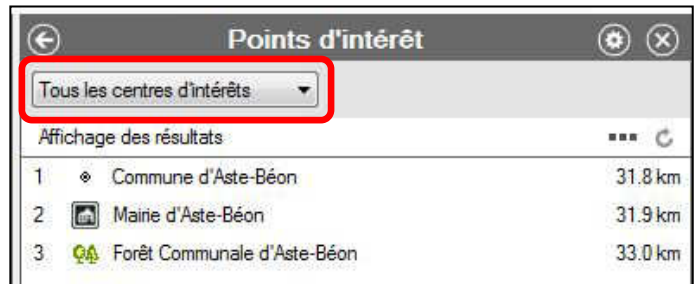 Points d'intérêt
Tous les centres d'intérêts
Affichage des résultats
1 Commune d'Aste-Béon 31.8 km
2 Mairie d'Aste-Béon 31.9 km
3 Forêt Communale d'Aste-Béon 33.0 km